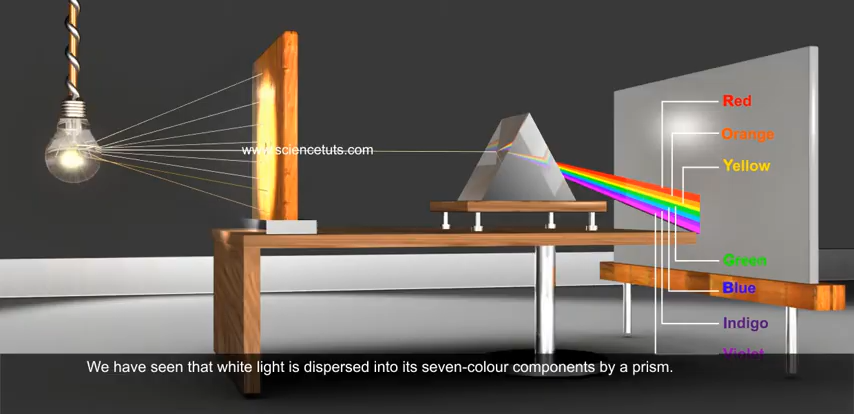 www.sciencetuts.com
Red
Orange
Yellow
Green
Blue
Indigo
Violet
We have seen that white light is dispersed into its seven-colour components by a prism.